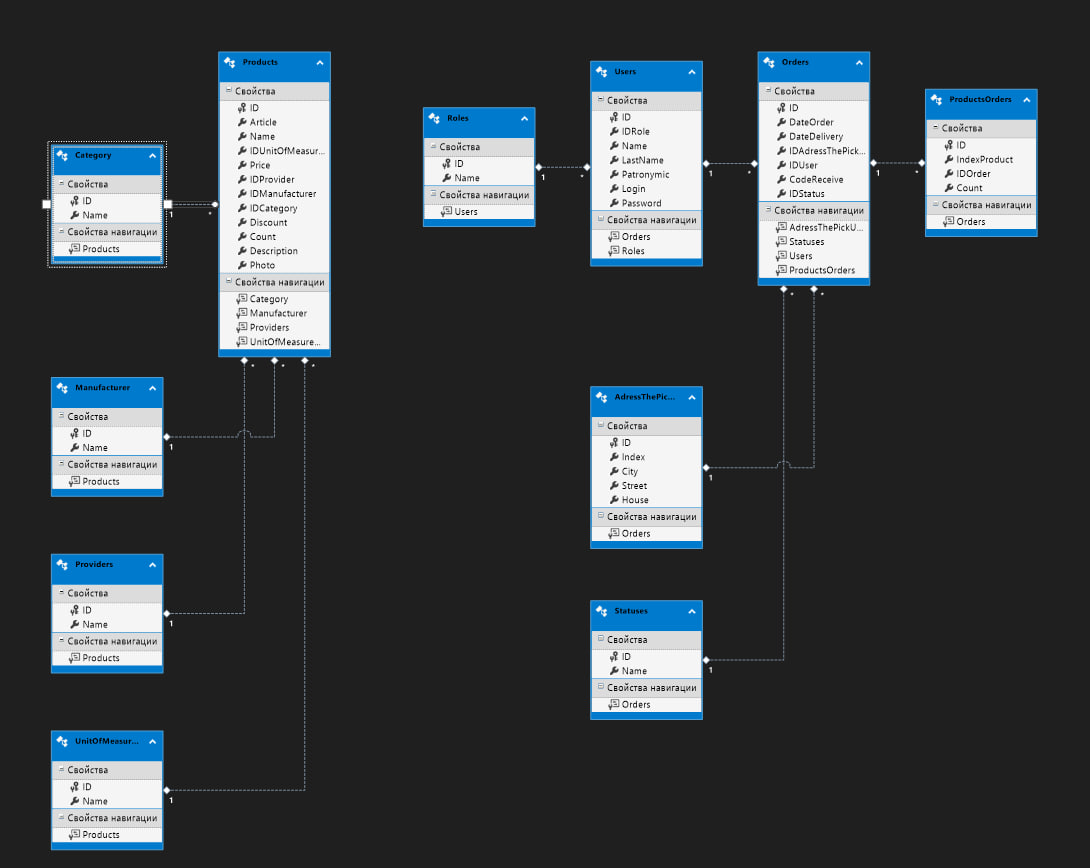 Category
Свойства
ID
Name
Свойства навигации
Products
1
*
Products
Свойства
ID
Article
Name
IDUnitOfMeasur...
Price
IDProvider
IDManufacturer
IDCategory
Discount
Count
Description
Photo
Свойства навигации
Category
Manufacturer
Providers
UnitOfMeasure...
*
*
*
Manufacturer
Свойства
ID
Name
Свойства навигации
Products
1
Providers
Свойства
ID
Name
Свойства навигации
Products
1
UnitOfMeasur...
Свойства
ID
Name
Свойства навигации
Products
1
Roles
Свойства
ID
Name
Свойства навигации
Users
1
*
Users
Свойства
ID
IDRole
Name
LastName
Patronymic
Login
Password
Свойства навигации
Orders
Roles
1
*
Orders
Свойства
ID
DateOrder
DateDelivery
IDAdressThePick...
IDUser
CodeReceive
IDStatus
Свойства навигации
AdressThePickU...
Statuses
Users
ProductsOrders
1
*
*
*
ProductsOrders
Свойства
ID
IndexProduct
IDOrder
Count
Свойства навигации
Orders
AdressThePic...
Свойства
ID
Index
City
Street
House
Свойства навигации
Orders
1
Statuses
Свойства
ID
Name
Свойства навигации
Orders
1